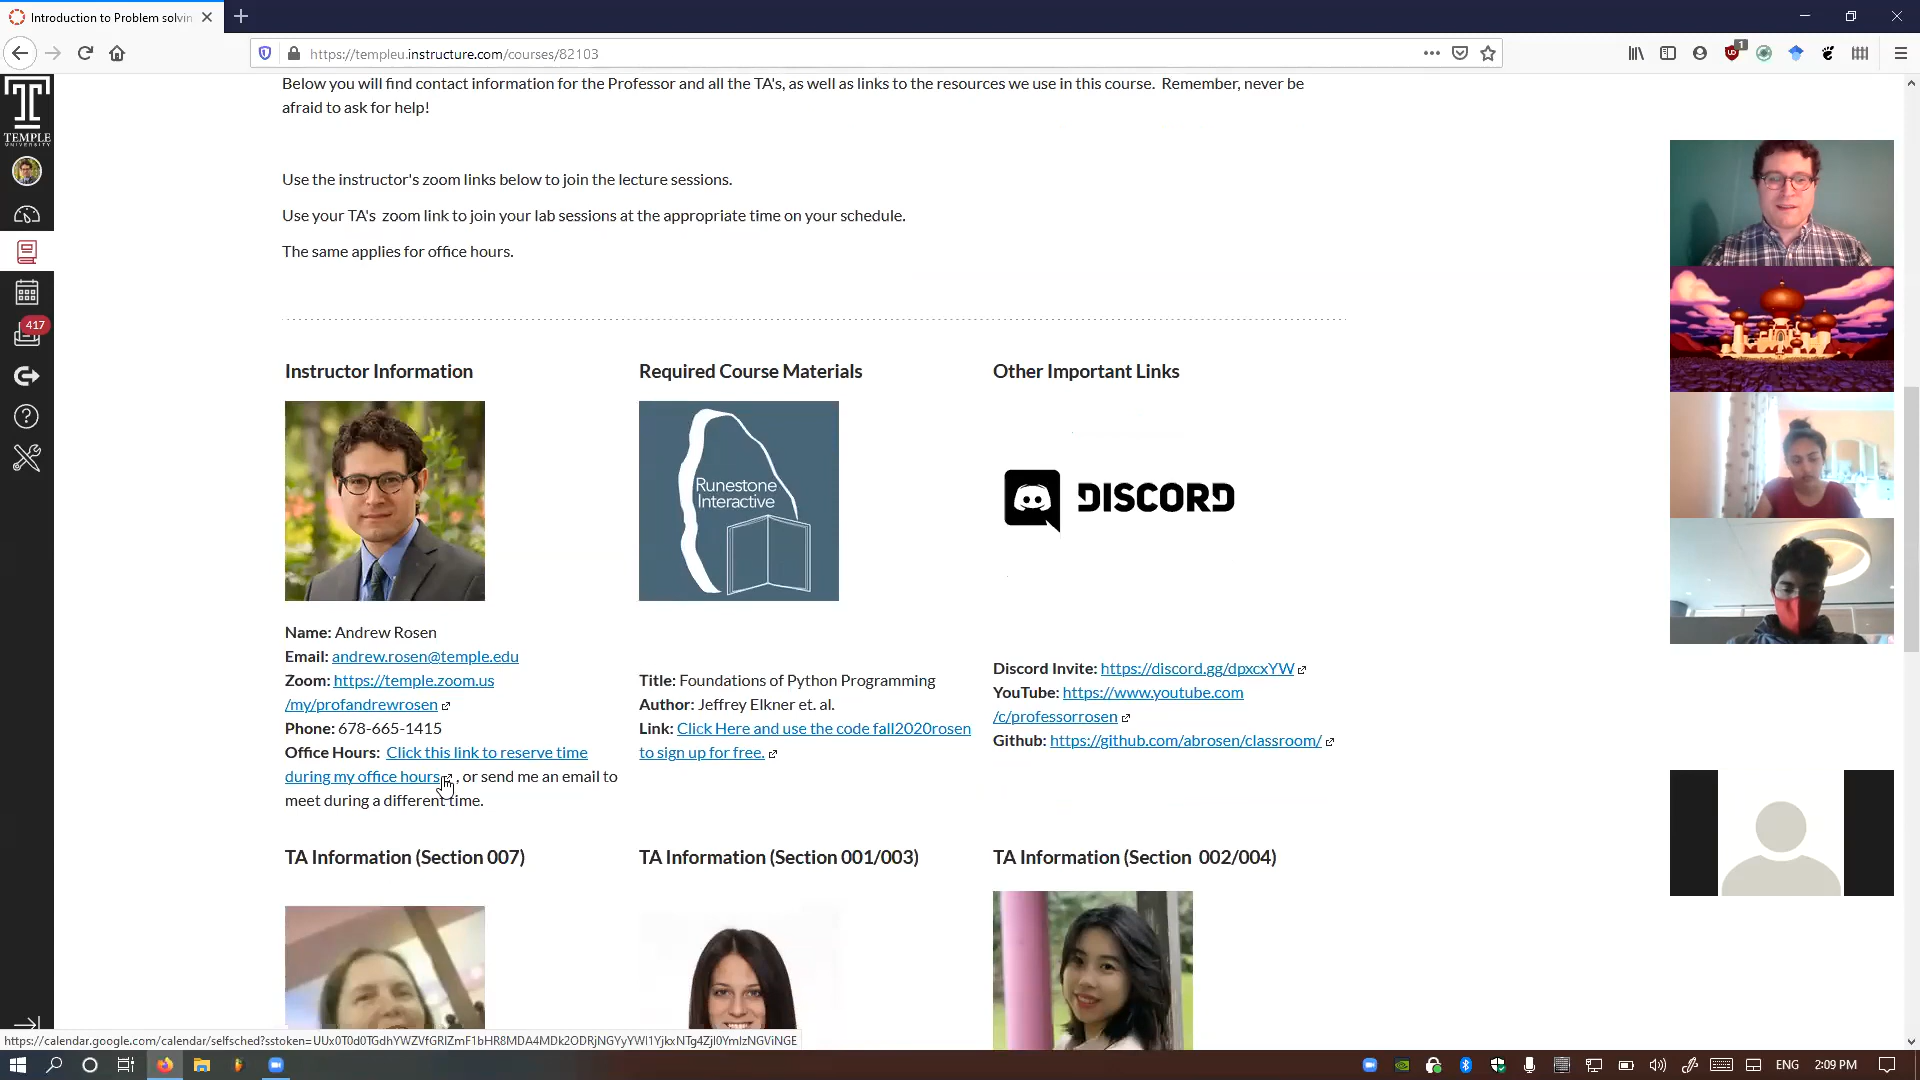 Introduction to Problem solvin
https://templeu.instructure.com/courses/82103
1
TEMPLE
UNIVERSITY
417
Below you will find contact information for the Professor and all the TA's, as well as links to the resources we use in this course. Remember, never be
afraid to ask for help!
Use the instructor's zoom links below to join the lecture sessions.
Use your TA's zoom link to join your lab sessions at the appropriate time on your schedule.
The same applies for office hours.
Instructor Information
Name: Andrew Rosen
Email: andrew.rosen@temple.edu
Zoom: https://temple.zoom.us
/my/profandrewrosen
Phone: 678-665-1415
Office Hours: Click this link to reserve time
during my office hours , or send me an email to
meet during a different time.
Required Course Materials
Runestone
Interactive
Title: Foundations of Python Programming
Author: Jeffrey Elkner et. al.
Link: Click Here and use the code fall2020rosen
to sign up for free.
Other Important Links
DISCORD
Discord Invite: https://discord.gg/dpxcxYW
YouTube: https://www.youtube.com
/c/professorrosen
Github: https://github.com/abrosen/classroom/
TA Information (Section 007)
TA Information (Section 001/003)
TA Information (Section 002/004)
ENG
2:09 PM